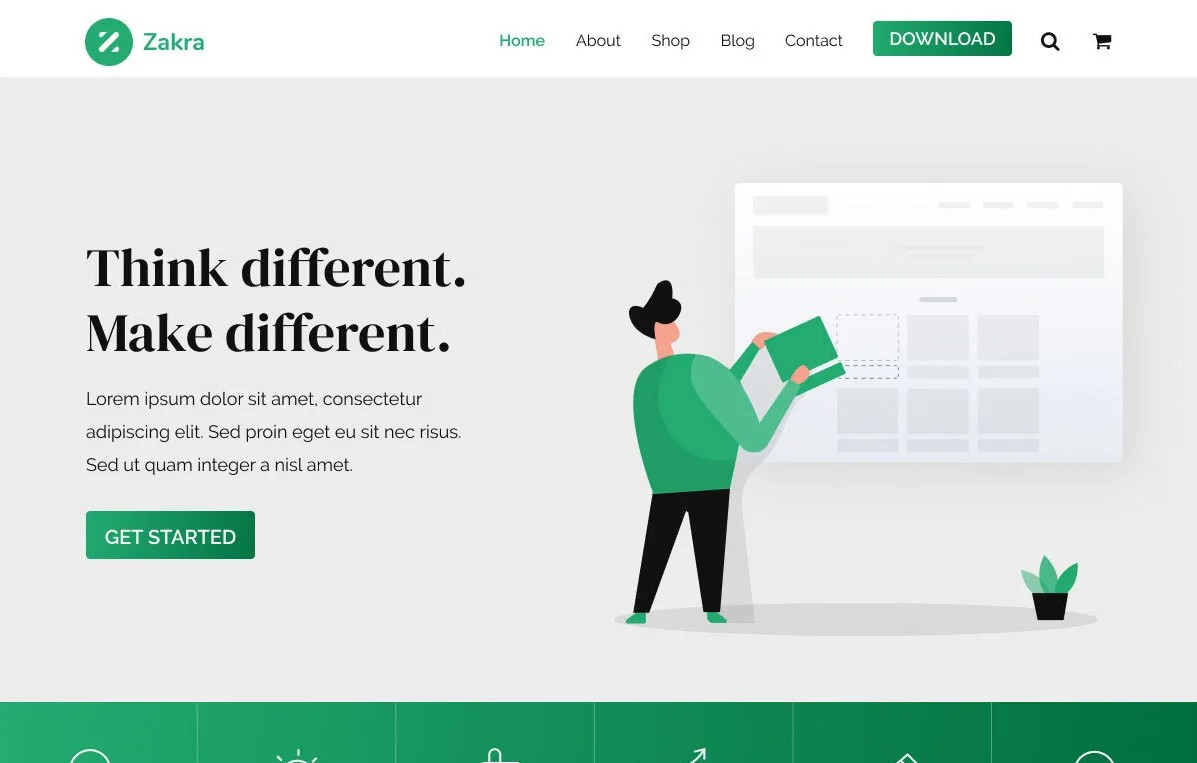 Zakra
Home About Shop Blog Contact DOWNLOAD
Think different.
Make different.
Lorem ipsum dolor sit amet, consectetur
adipiscing elit. Sed proin eget eu sit nec risus.
Sed ut quam integer a nisl amet.
GET STARTED